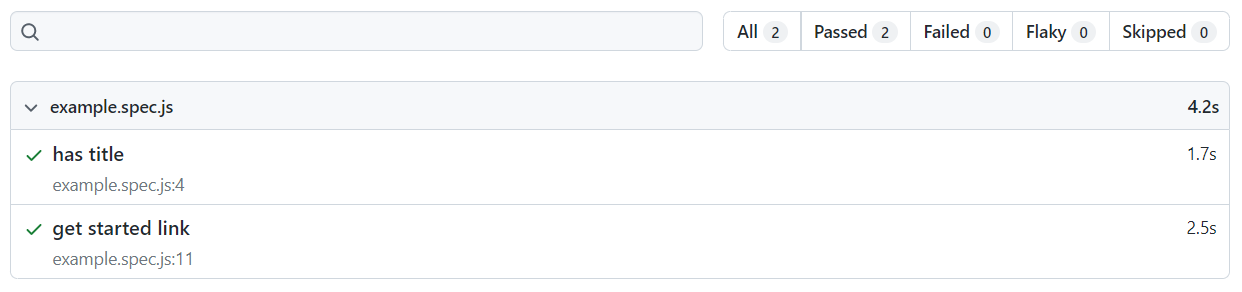 All 2 Passed 2 Failed 0 Flaky 0 Skipped 0
example.spec.js 4.2s
has title 1.7s
example.spec.js:4
get started link 2.5s
example.spec.js:11